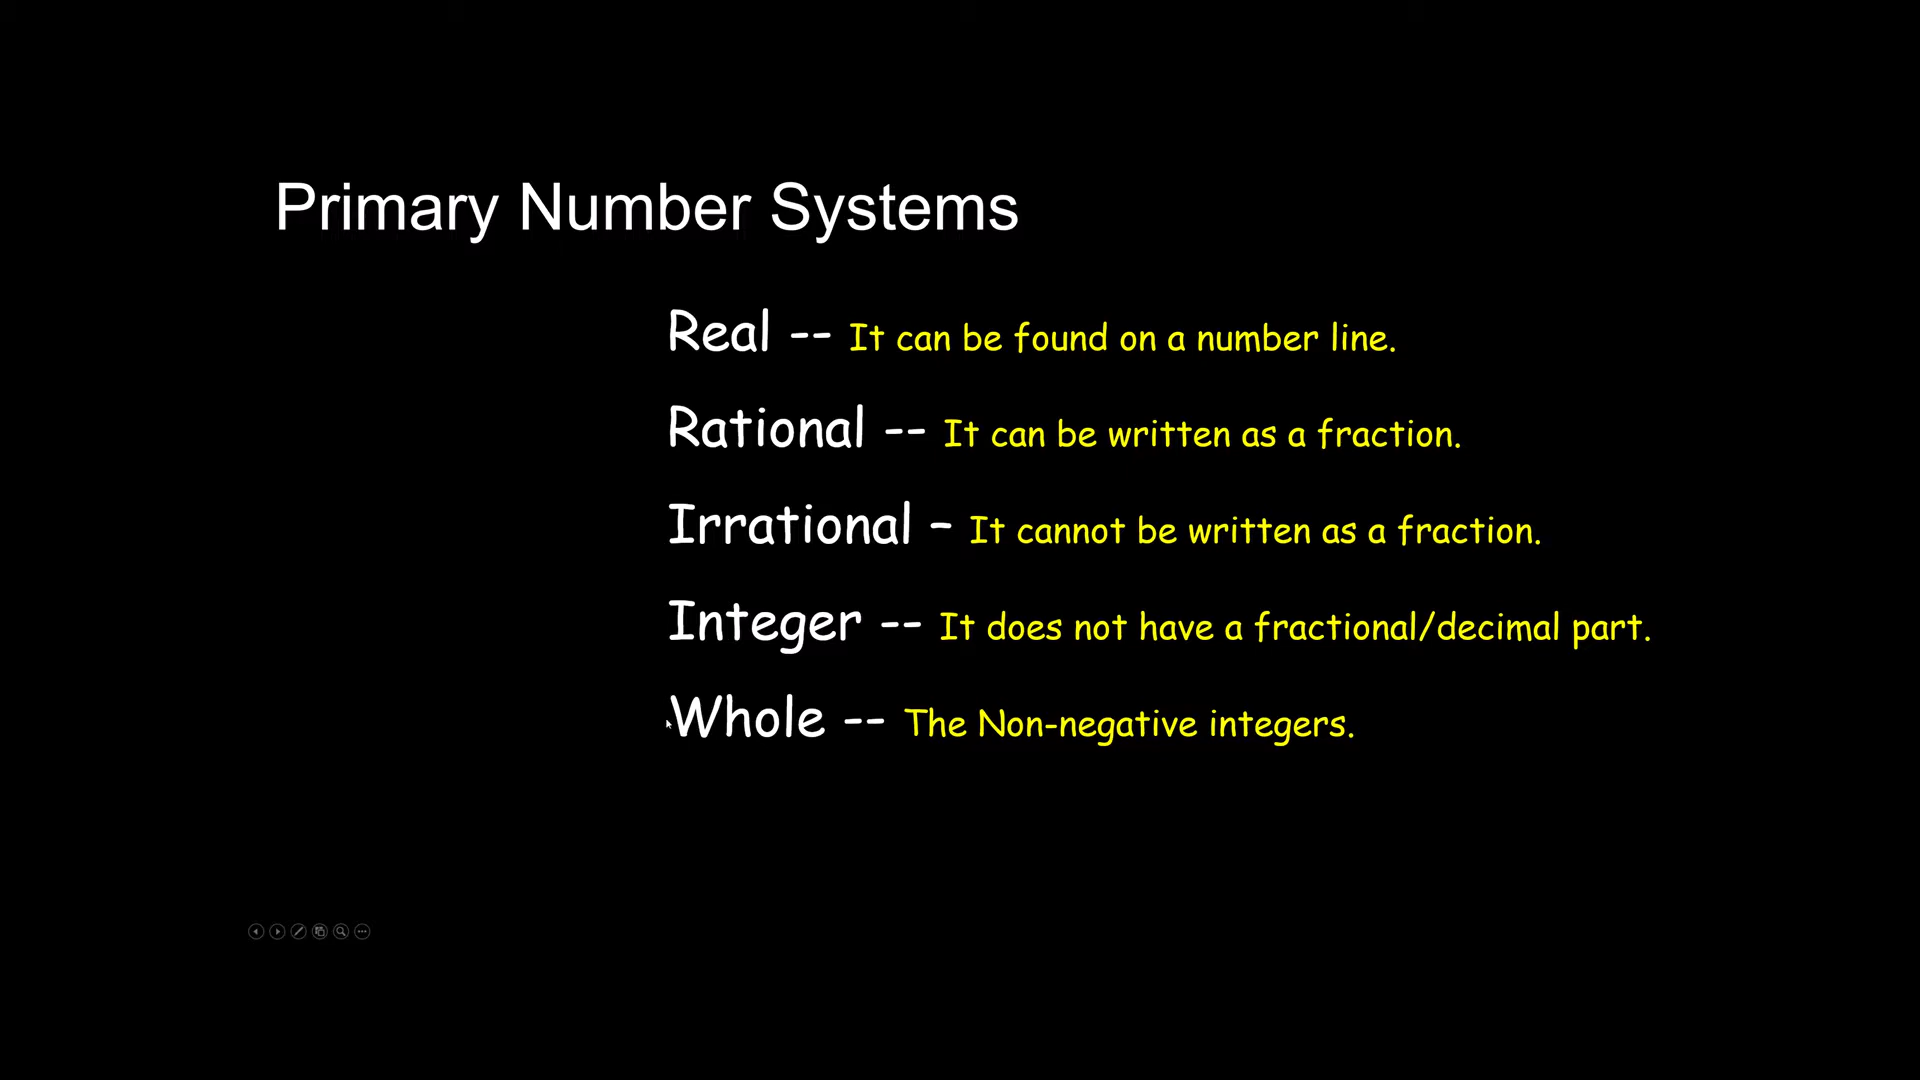 Primary Number Systems
Real -- It can be found on a number line.
Rational -- It can be written as a fraction.
Irrational – It cannot be written as a fraction.
Integer -- It does not have a fractional/decimal part.
Whole -- The Non-negative integers.